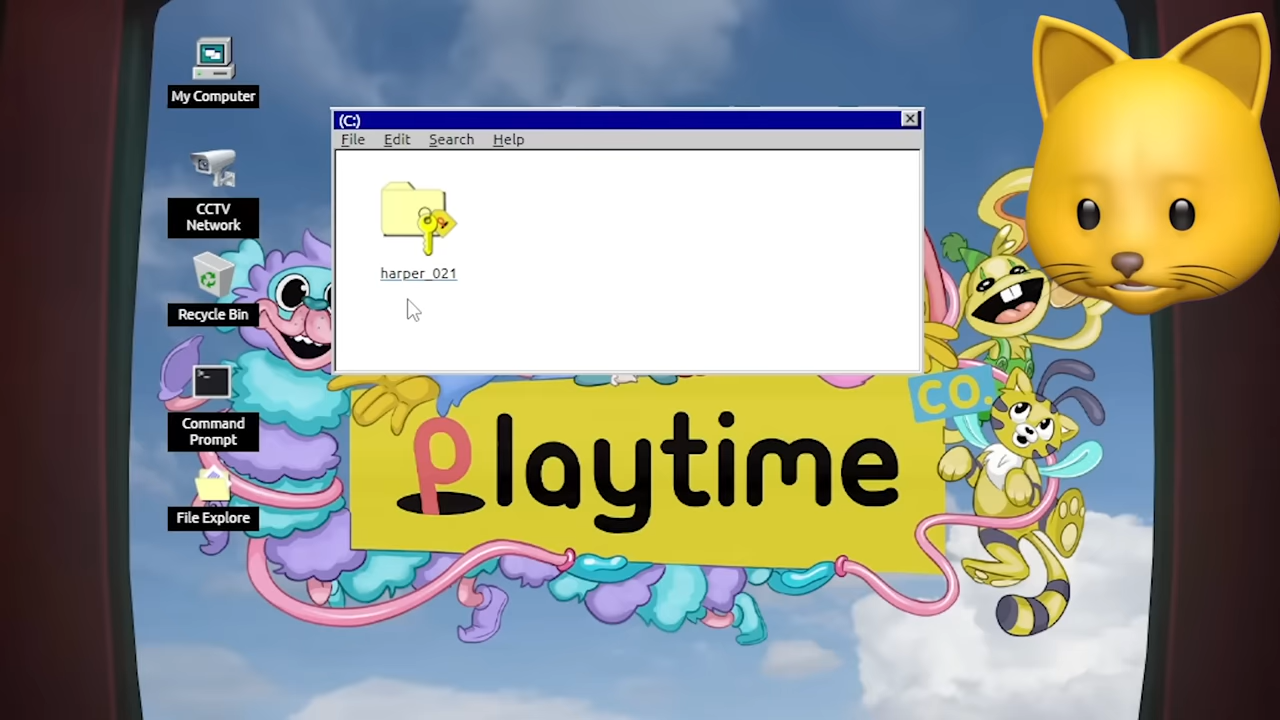 My Computer
CCTV
Network
Recycle Bin
Command
Prompt
File Explore
(C:)
File Edit Search Help
harper_021
Playtime
CO.